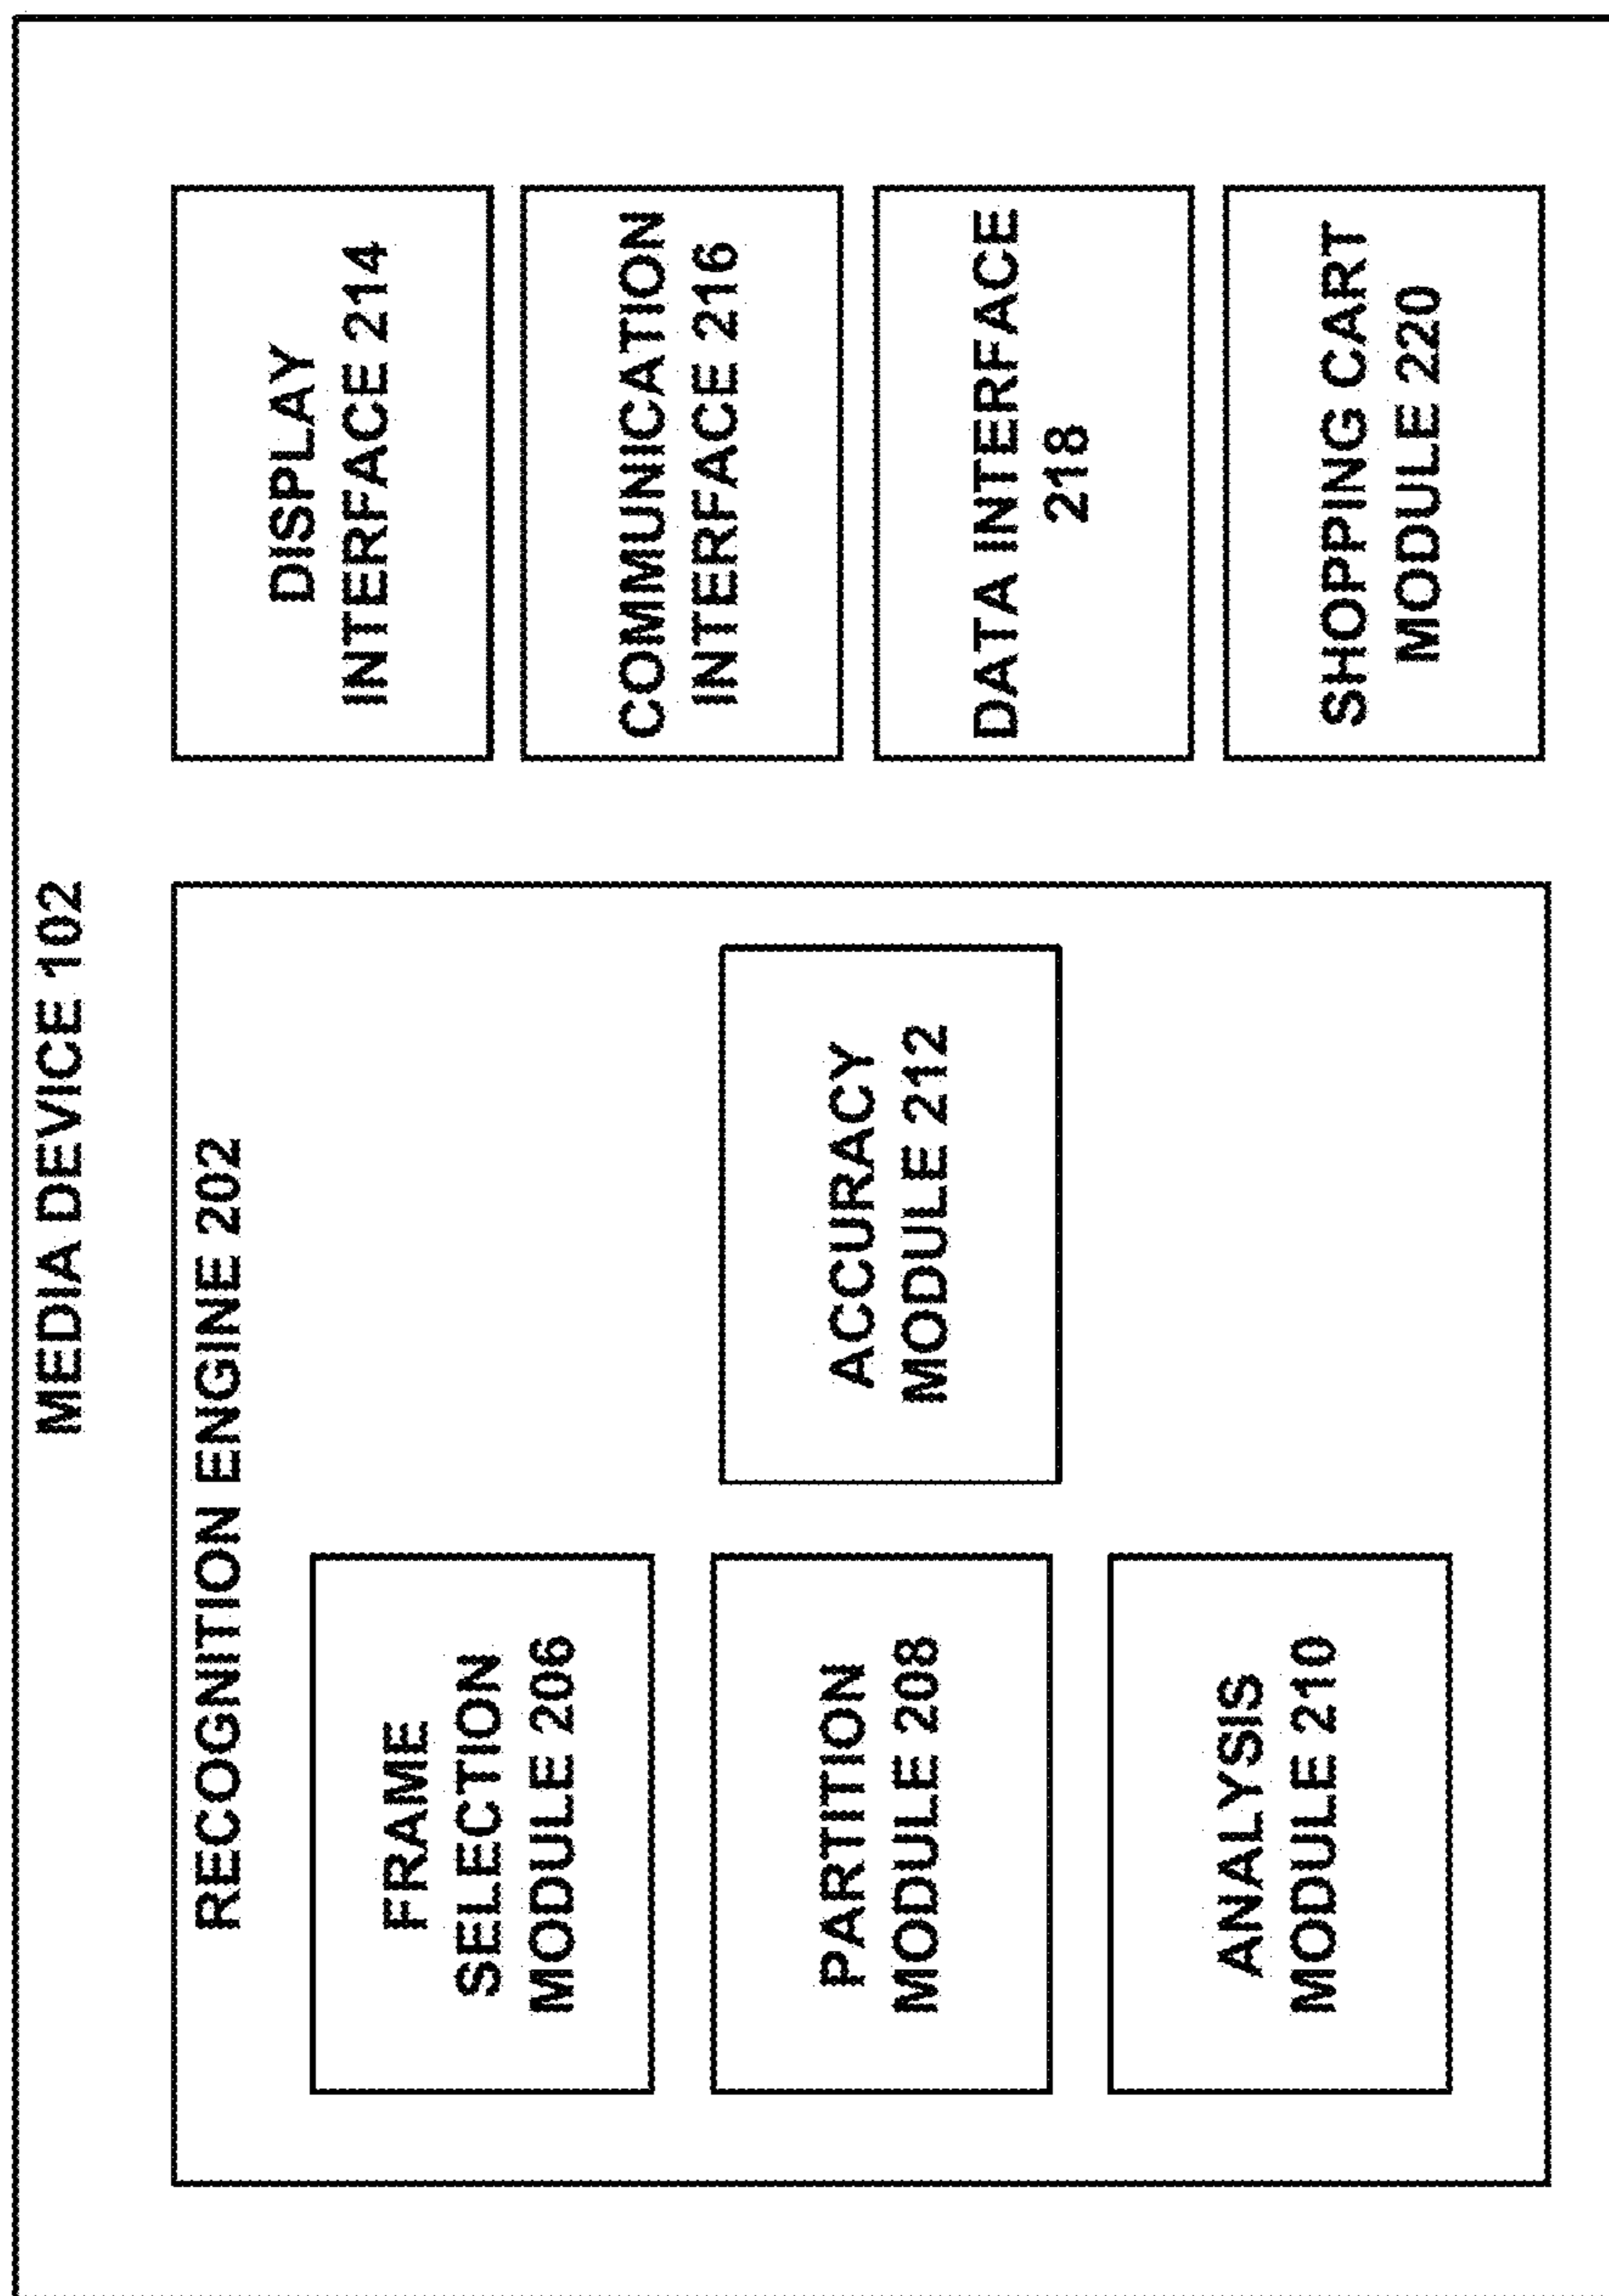 MEDIA DEVICE 102
RECOGNITION ENGINE 202
FRAME
SELECTION
MODULE 206
PARTITION
MODULE 208
ANALYSIS
MODULE 210
ACCURACY
MODULE 212
DISPLAY
INTERFACE 214
COMMUNICATION
INTERFACE 216
DATA INTERFACE
218
SHOPPING CART
MODULE 220